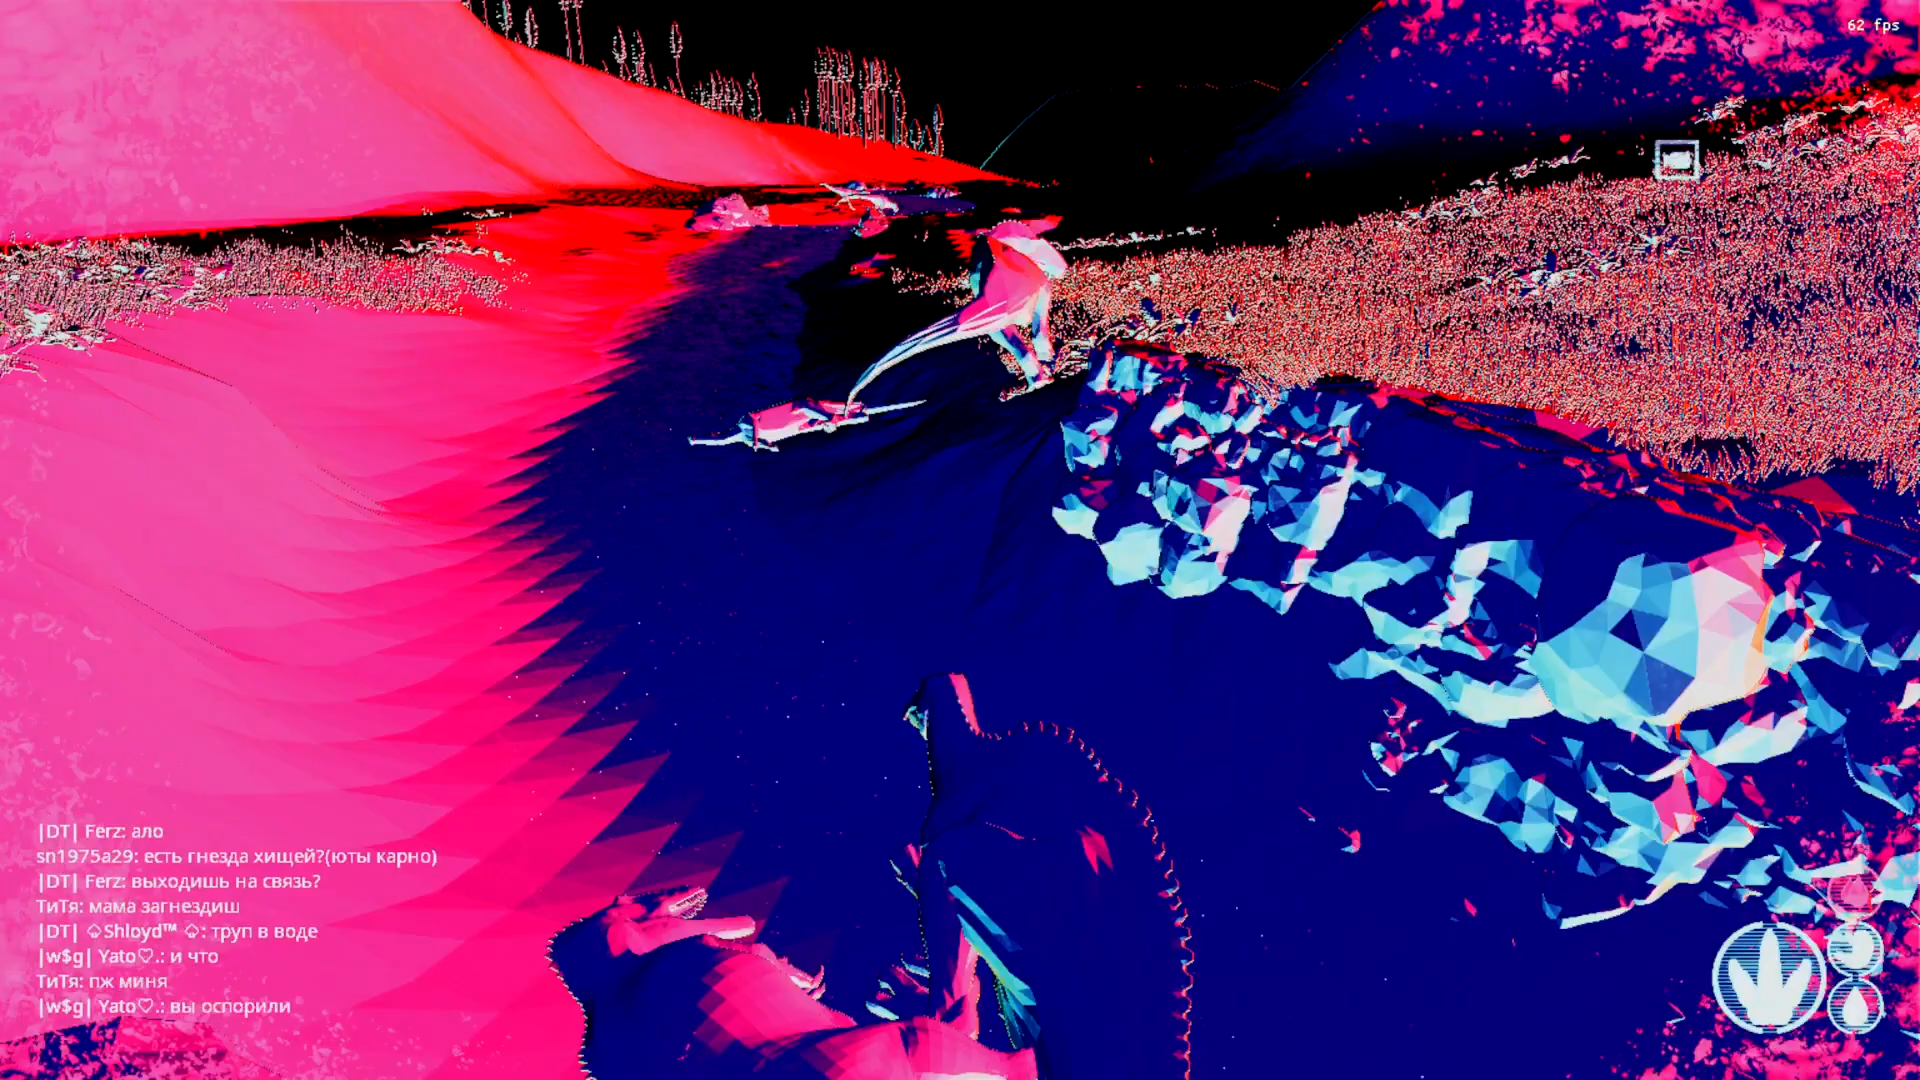 62 fps
|DT| Ferz: ало
sn1975a29: есть гнезда хищей?(юты карно)
|DT| Ferz: выходишь на связь?
ТиТя: мама загнездиш
|DT| ♤Shloyd™ ♤: труп в воде
|w$g| Yato♡.: и что
ТиТя: пж миня
|w$g| Yato♡.: вы оспорили